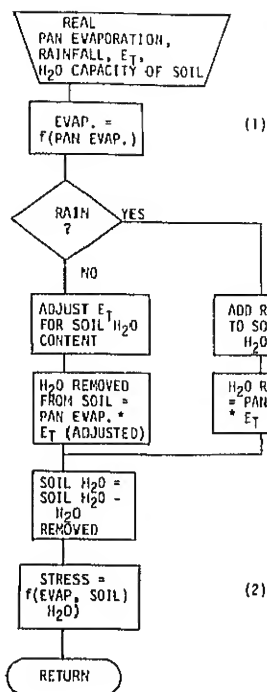 REAL
PAN EVAPORATION,
RAINFALL, ET,
H2O CAPACITY OF SOIL
EVAP. =
f(PAN EVAP.)
(1)
RAIN
?
YES
NO
ADJUST ET
FOR SOIL H2O
CONTENT
H2O REMOVED
FROM SOIL =
PAN EVAP. *
ET (ADJUSTED)
ADD R
TO SO
H2O
H2O R
= PAN
* ET
SOIL H2O =
SOIL H2O -
H2O
REMOVED
STRESS =
f(EVAP, SOIL)
H2O)
(2)
RETURN